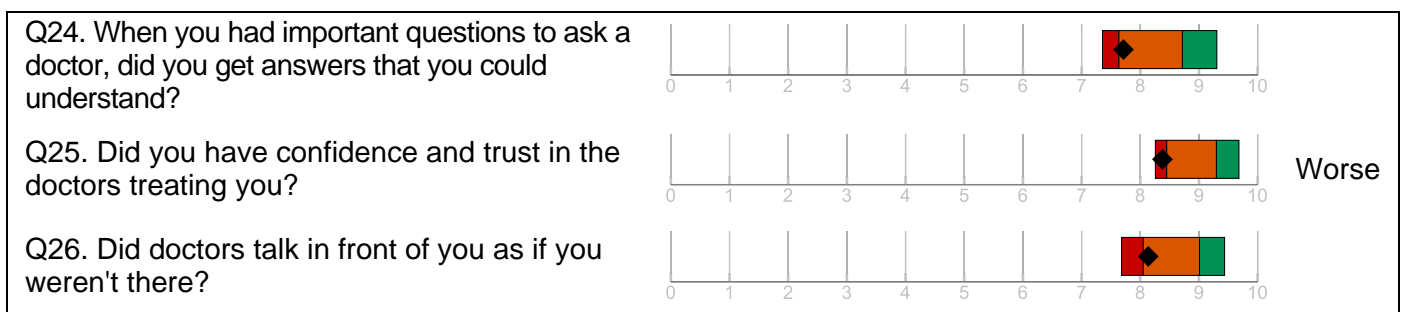 Q24. When you had important questions to ask a
doctor, did you get answers that you could
understand?
0 1 2 3 4 5 6 7 8 9 10
Q25. Did you have confidence and trust in the
doctors treating you?
Worse
0 1 2 3 4 5 6 7 8 9 10
Q26. Did doctors talk in front of you as if you
weren't there?
0 1 2 3 4 5 6 7 8 9 10